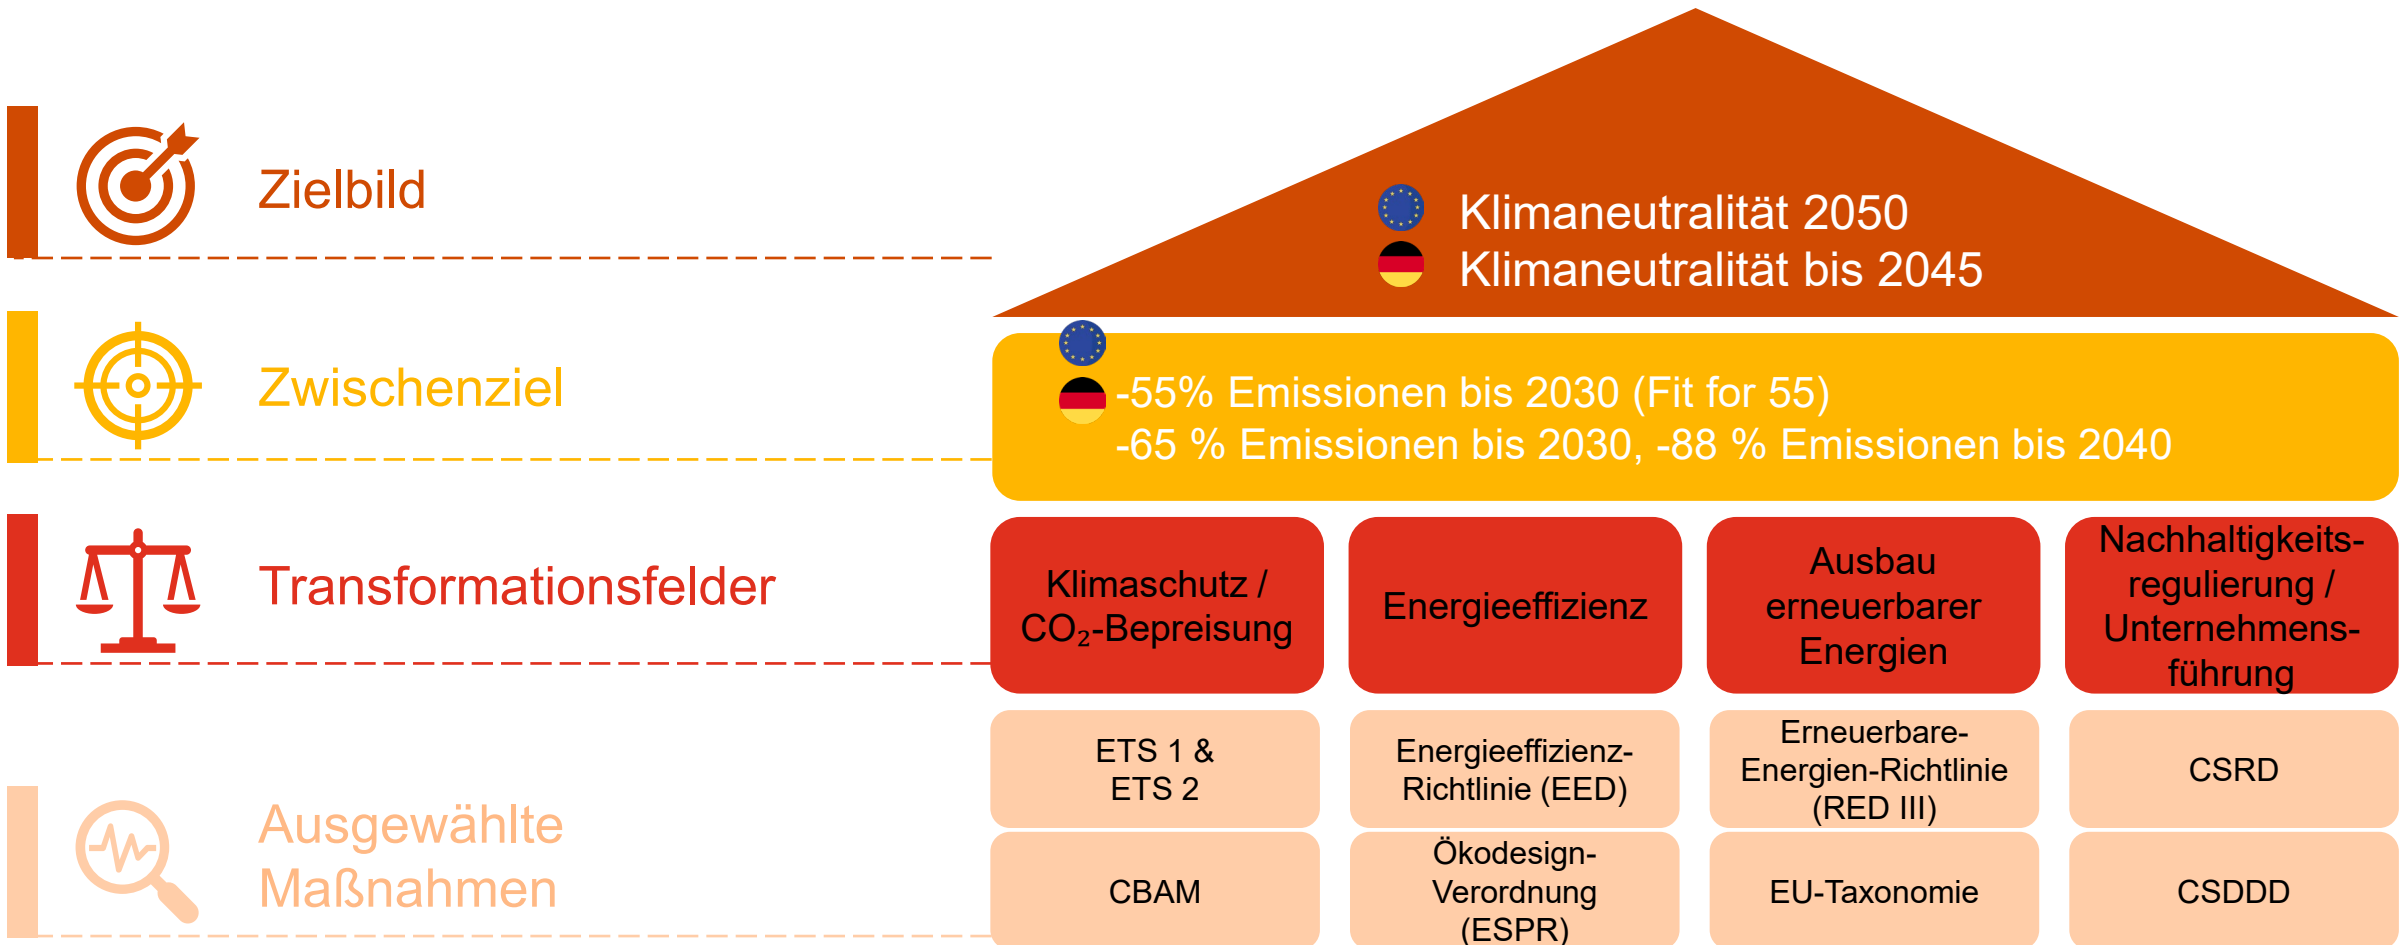 Zielbild
Klimaneutralität 2050
Klimaneutralität bis 2045
Zwischenziel
-55% Emissionen bis 2030 (Fit for 55)
-65 % Emissionen bis 2030, -88 % Emissionen bis 2040
Transformationsfelder
Klimaschutz /
CO₂-Bepreisung
Energieeffizienz
Ausbau
erneuerbarer
Energien
Nachhaltigkeits-
regulierung /
Unternehmens-
führung
Ausgewählte
Maßnahmen
ETS 1 &
ETS 2
Energieeffizienz-
Richtlinie (EED)
Erneuerbare-
Energien-Richtlinie
(RED III)
CSRD
CBAM
Ökodesign-
Verordnung
(ESPR)
EU-Taxonomie
CSDDD